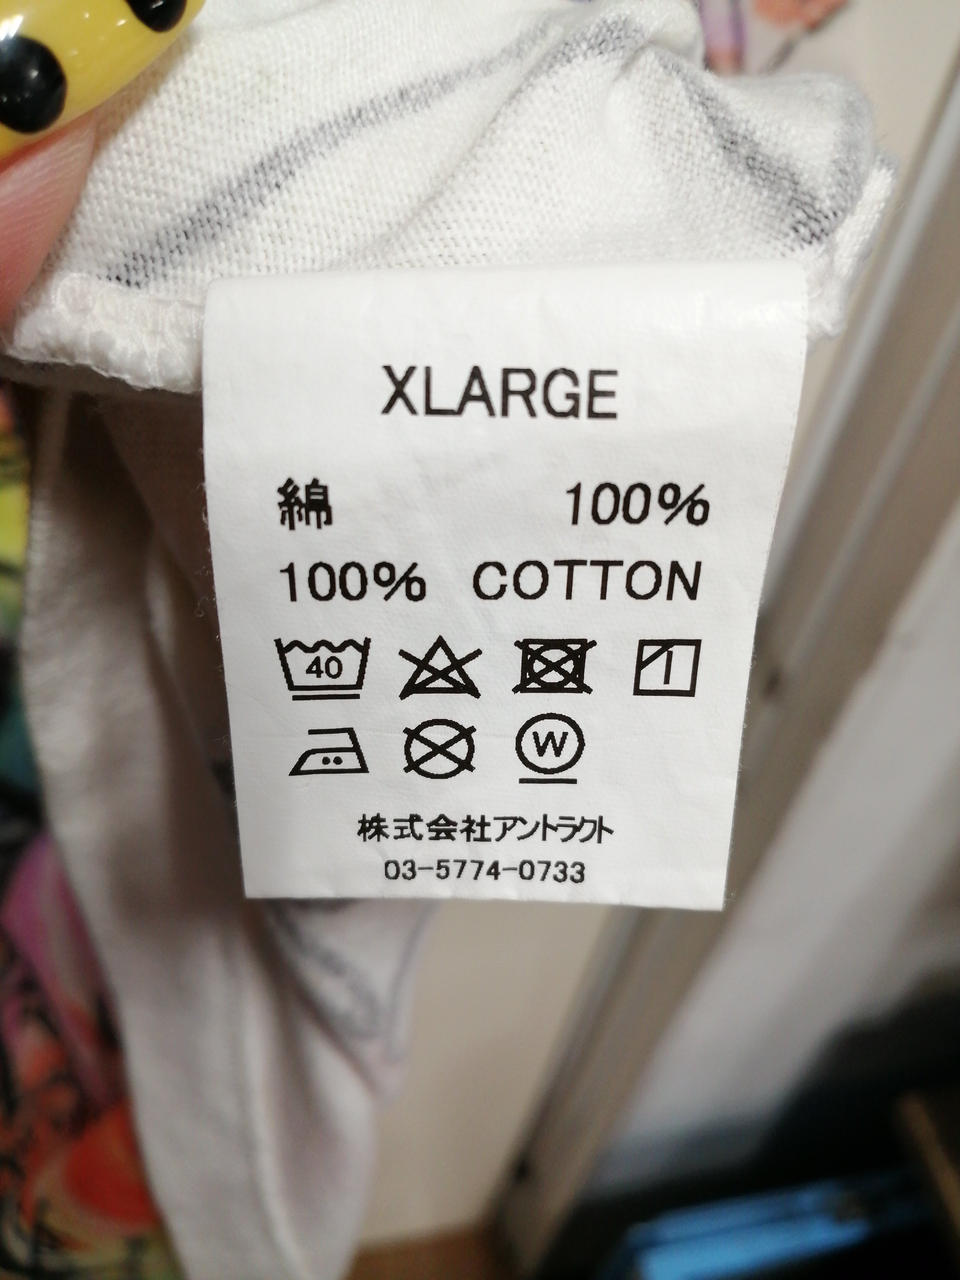 XLARGE
綿 100%
100% COTTON
40
W
株式会社アントラクト
03-5774-0733